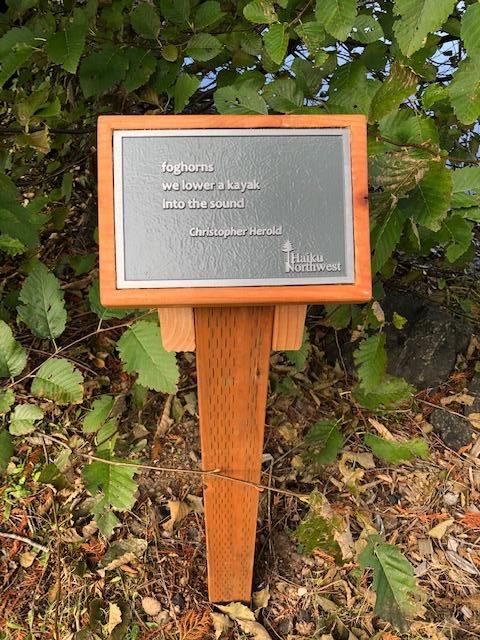 foghorns
we lower a kayak
into the sound
Christopher Herold
Haiku
Northwest